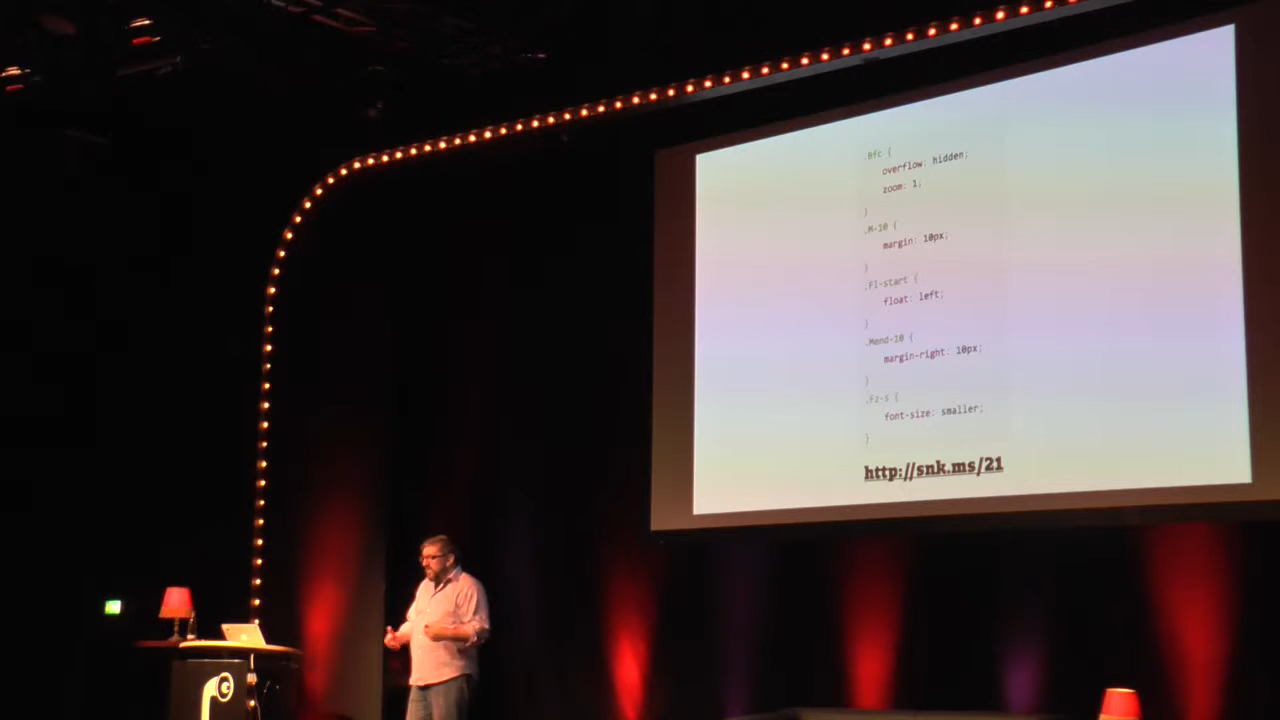 .Bfc {
overflow: hidden;
zoom: 1;
}
.M-10 {
margin: 10px;
}
.Fl-start {
float: left;
}
.Mend-10 {
margin-right: 10px;
}
.Fz-s {
font-size: smaller;
}
http://snk.ms/21